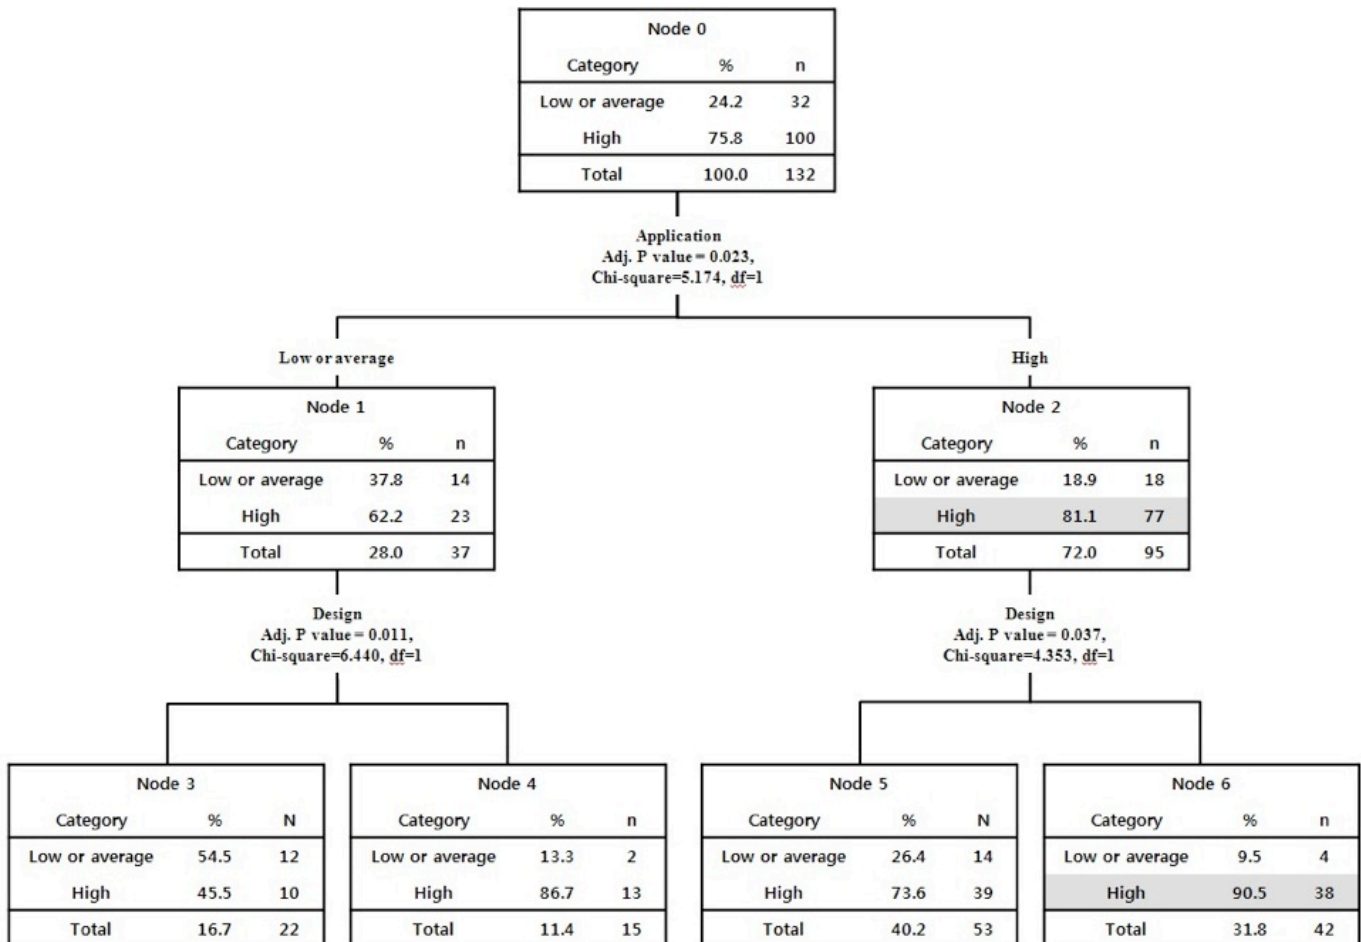 Node 0
Category % n
Low or average 24.2 32
High 75.8 100
Total 100.0 132
Application
Adj. P value = 0.023,
Chi-square=5.174, df=1
Low or average
High
Node 1
Category % n
Low or average 37.8 14
High 62.2 23
Total 28.0 37
Node 2
Category % n
Low or average 18.9 18
High 81.1 77
Total 72.0 95
Design
Adj. P value = 0.011,
Chi-square=6.440, df=1
Design
Adj. P value = 0.037,
Chi-square=4.353, df=1
Node 3
Category % N
Low or average 54.5 12
High 45.5 10
Total 16.7 22
Node 4
Category % n
Low or average 13.3 2
High 86.7 13
Total 11.4 15
Node 5
Category % N
Low or average 26.4 14
High 73.6 39
Total 40.2 53
Node 6
Category % n
Low or average 9.5 4
High 90.5 38
Total 31.8 42